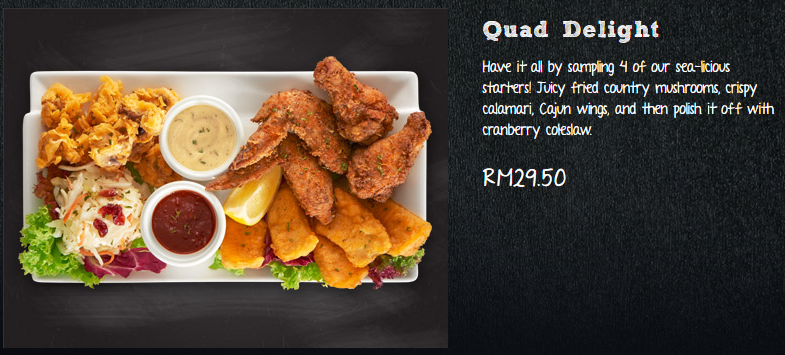 Quad Delight
Have it all by sampling 4 of our sea-licious
starters! Juicy fried country mushrooms, crispy
calamari, Cajun wings, and then polish it off with
cranberry coleslaw.
RM29.50